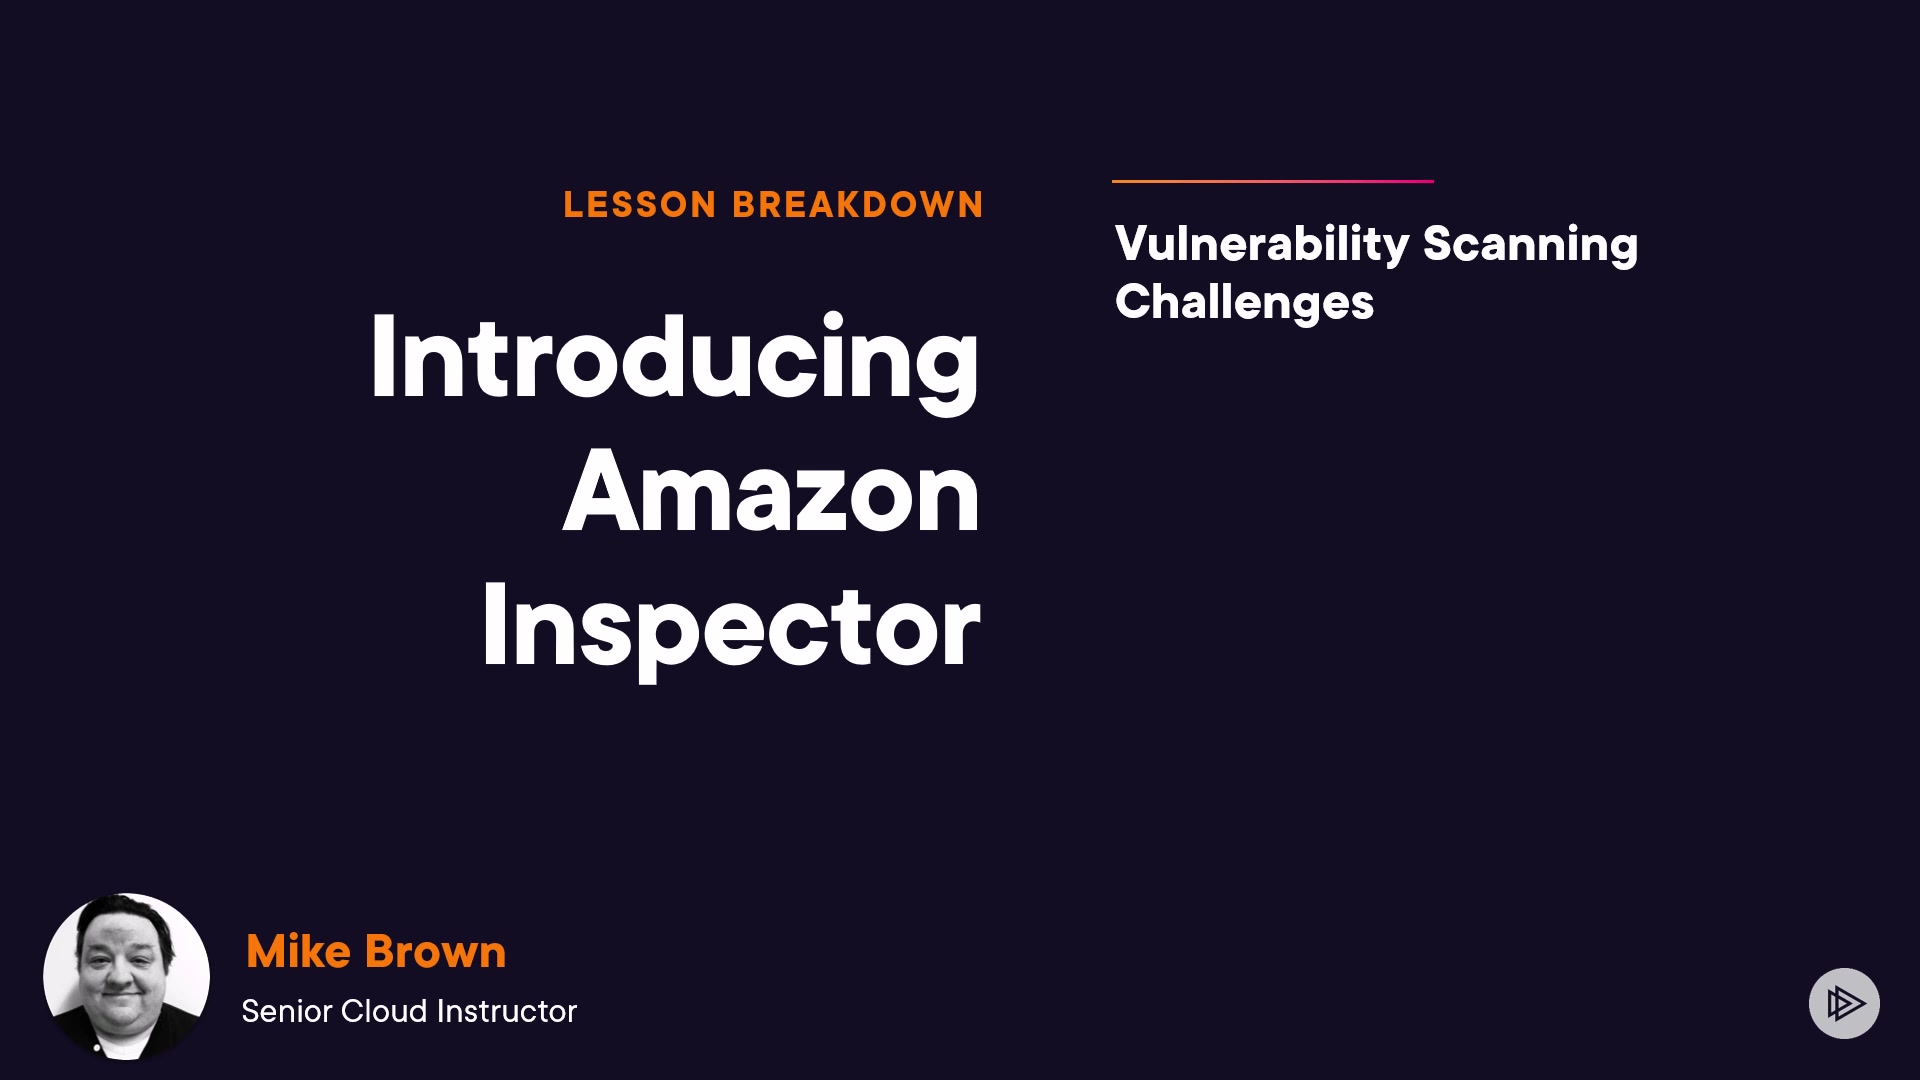 LESSON BREAKDOWN
Introducing
Amazon
Inspector
Vulnerability Scanning
Challenges
Mike Brown
Senior Cloud Instructor